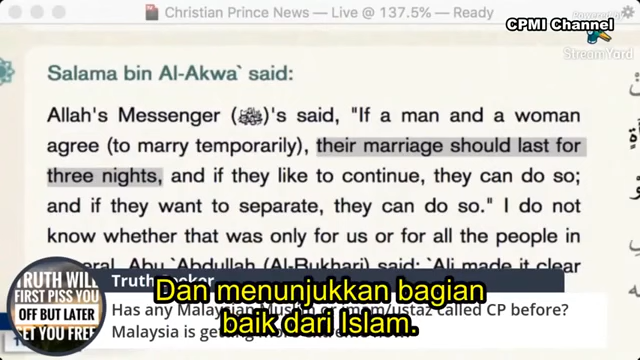 Christian Prince News — Live @ 137.5% — Ready
CPMI Channel
Powered by
StreamYard
Salama bin Al-Akwa` said:
Allah's Messenger (ﷺ)'s said, "If a man and a woman
agree (to marry temporarily), their marriage should last for
three nights, and if they like to continue, they can do so;
and if they want to separate, they can do so." I do not
know whether that was only for us or for all the people in
Abu `Abdullah (Al-Bukhari) said: `Ali made it clear
TRUTH WILL
FIRST PISS YOU
OFF BUT LATER
SET YOU FREE
Has any
called CP before?
Malaysia is
Dan menunjukkan bagian
baik dari Islam.